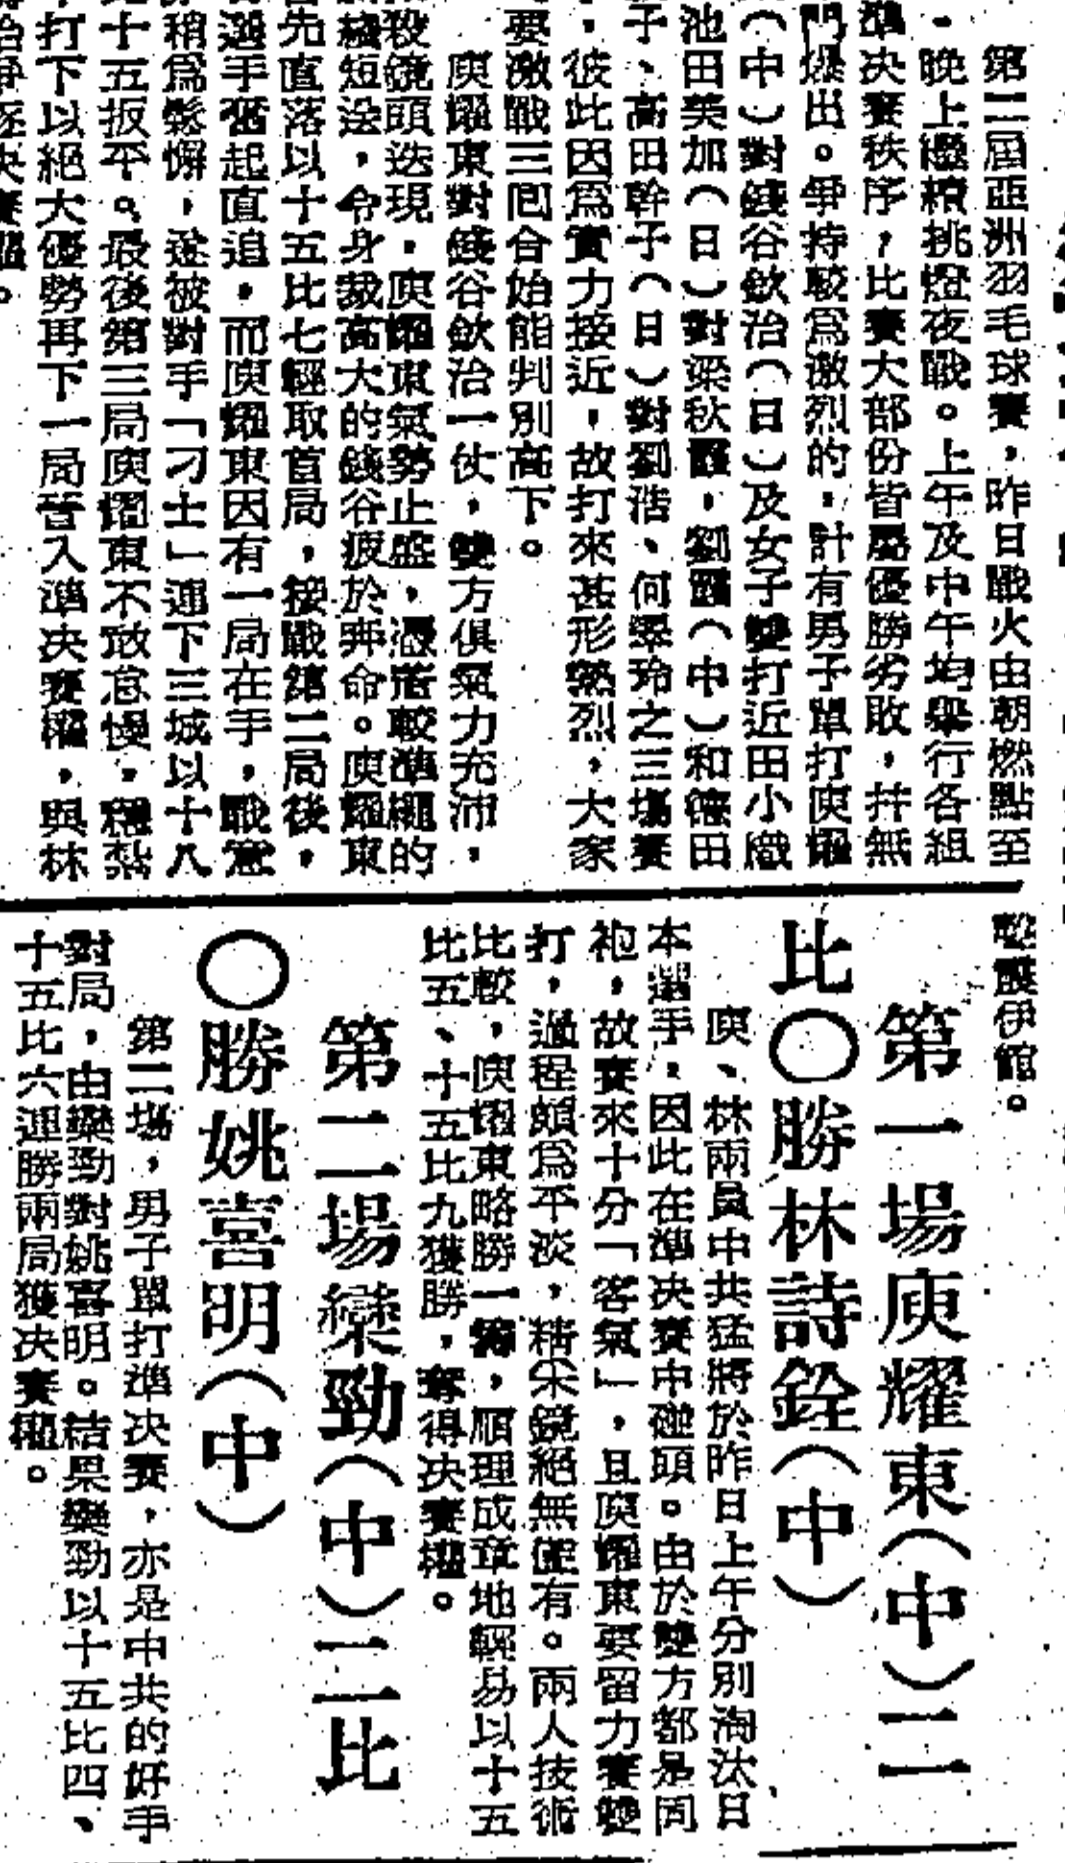 第二屆亞洲羽毛球賽，昨日戰火由朝燃點至
，晚上繼續挑燈夜戰。上午及中午均舉行各組
準决賽秩序，比賽大部份皆屬優勝劣敗，幷無
門爆出。爭持較爲激烈的，計有男子單打庾耀
（中）對錢谷欽治（日）及女子雙打近田小熾
池田美加（日）對梁秋霞，劉霞（中）和德田
子、高田幹子（日）對劉浩、何翠玲之三場賽
，彼此因爲實力接近，故打來甚形熱烈，大家
要激戰三回合始能判別高下。
庾耀東對錢谷欽治一仗，雙方俱氣力充沛，
殺鏡頭迭現，庾耀東氣勢止盛，憑着較準繩的
短送，令身裁高大的錢谷疲於奔命。庾耀東
先直落以十五比七輕取首局，接戰第二局後，
選手奮起直追，而庾耀東因有一局在手，戰意
稍爲鬆懈，遂被對手「刁士」連下三城以十八
十五扳平。最後第三局庾耀東不敢怠慢，穩紮
打下以絕大優勢再下一局晉入準决賽權，與林
爭逐决賽權。
擊震伊館。
第一場庾耀東（中）二
比〇勝林詩銓（中）
庾、林兩員中共猛將於昨日上午分別淘汰日
本選手，因此在準决賽中碰頭。由於雙方都是同
袍，故賽來十分「客氣」，且庾耀東要留力賽雙
打，過程頗爲平淡，精采鏡絕無僅有。兩人技術
比較，庾耀東略勝一籌，順理成章地輕易以十五
比五、十五比九獲勝，奪得决賽權。
第二場欒勁（中）二比
〇勝姚喜明（中）
第二場，男子單打準决賽，亦是中共的好手
對局，由欒勁對姚喜明。結果欒勁以十五比四、
十五比六連勝兩局獲决賽權。